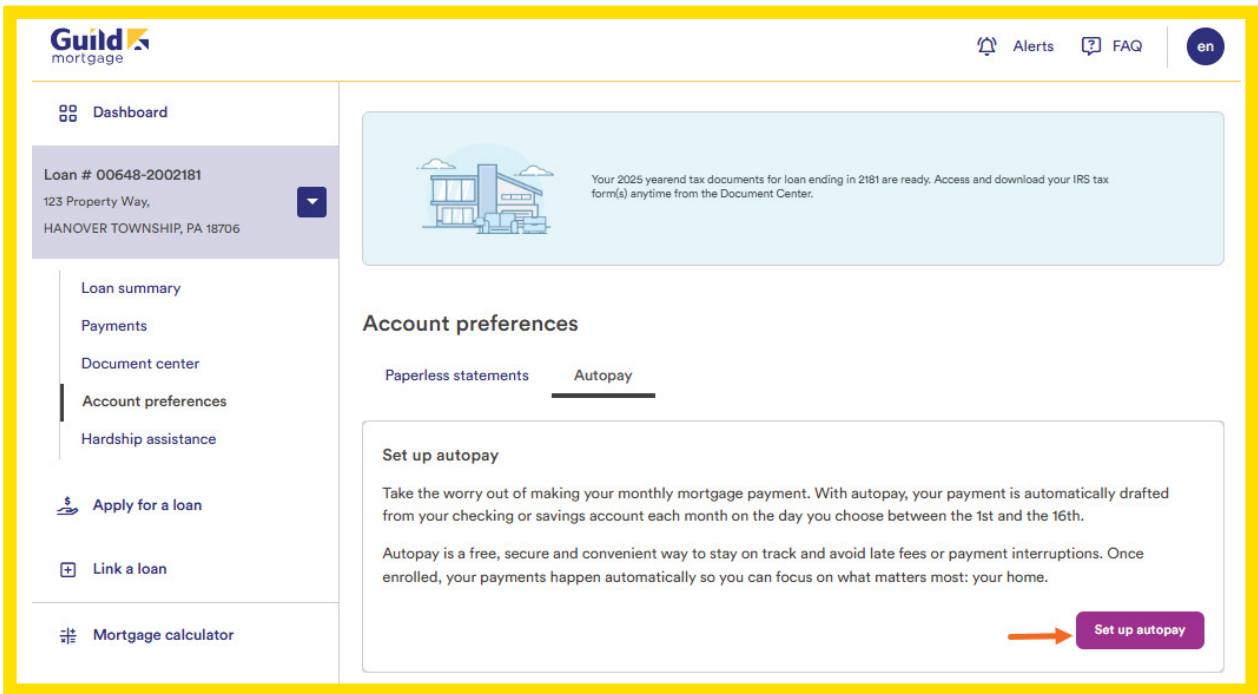 Guild
mortgage
Alerts
FAQ
en
Dashboard
Loan # 00648-2002181
123 Property Way,
HANOVER TOWNSHIP, PA 18706
Loan summary
Payments
Document center
Account preferences
Hardship assistance
Apply for a loan
Link a loan
Mortgage calculator
Your 2025 yearend tax documents for loan ending in 2181 are ready. Access and download your IRS tax
form(s) anytime from the Document Center.
Account preferences
Paperless statements
Autopay
Set up autopay
Take the worry out of making your monthly mortgage payment. With autopay, your payment is automatically drafted
from your checking or savings account each month on the day you choose between the 1st and the 16th.
Autopay is a free, secure and convenient way to stay on track and avoid late fees or payment interruptions. Once
enrolled, your payments happen automatically so you can focus on what matters most: your home.
Set up autopay